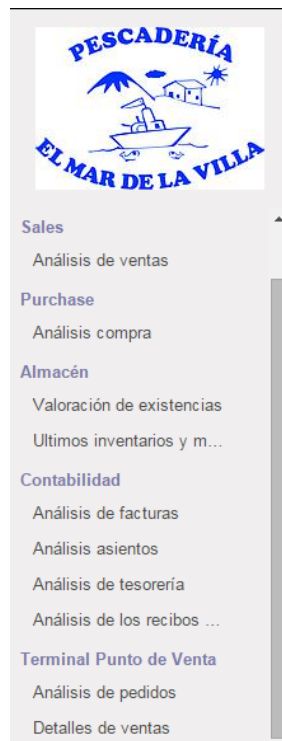 PESCADERÍA
EL MAR DE LA VILLA
Sales
Análisis de ventas
Purchase
Análisis compra
Almacén
Valoración de existencias
Ultimos inventarios y m...
Contabilidad
Análisis de facturas
Análisis asientos
Análisis de tesorería
Análisis de los recibos ...
Terminal Punto de Venta
Análisis de pedidos
Detalles de ventas